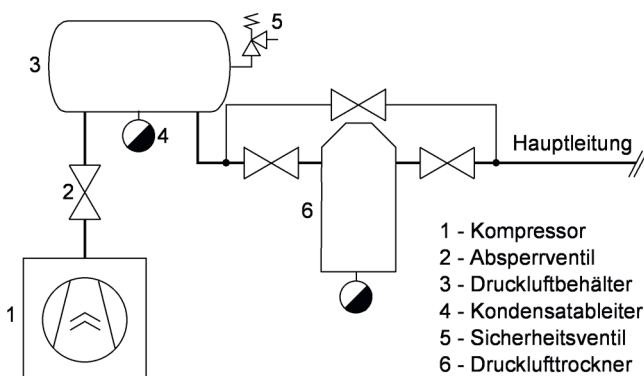 5
3
4
Hauptleitung
2
6
1
1 - Kompressor
2 - Absperrventil
3 - Druckluftbehälter
4 - Kondensatableiter
5 - Sicherheitsventil
6 - Drucklufttrockner